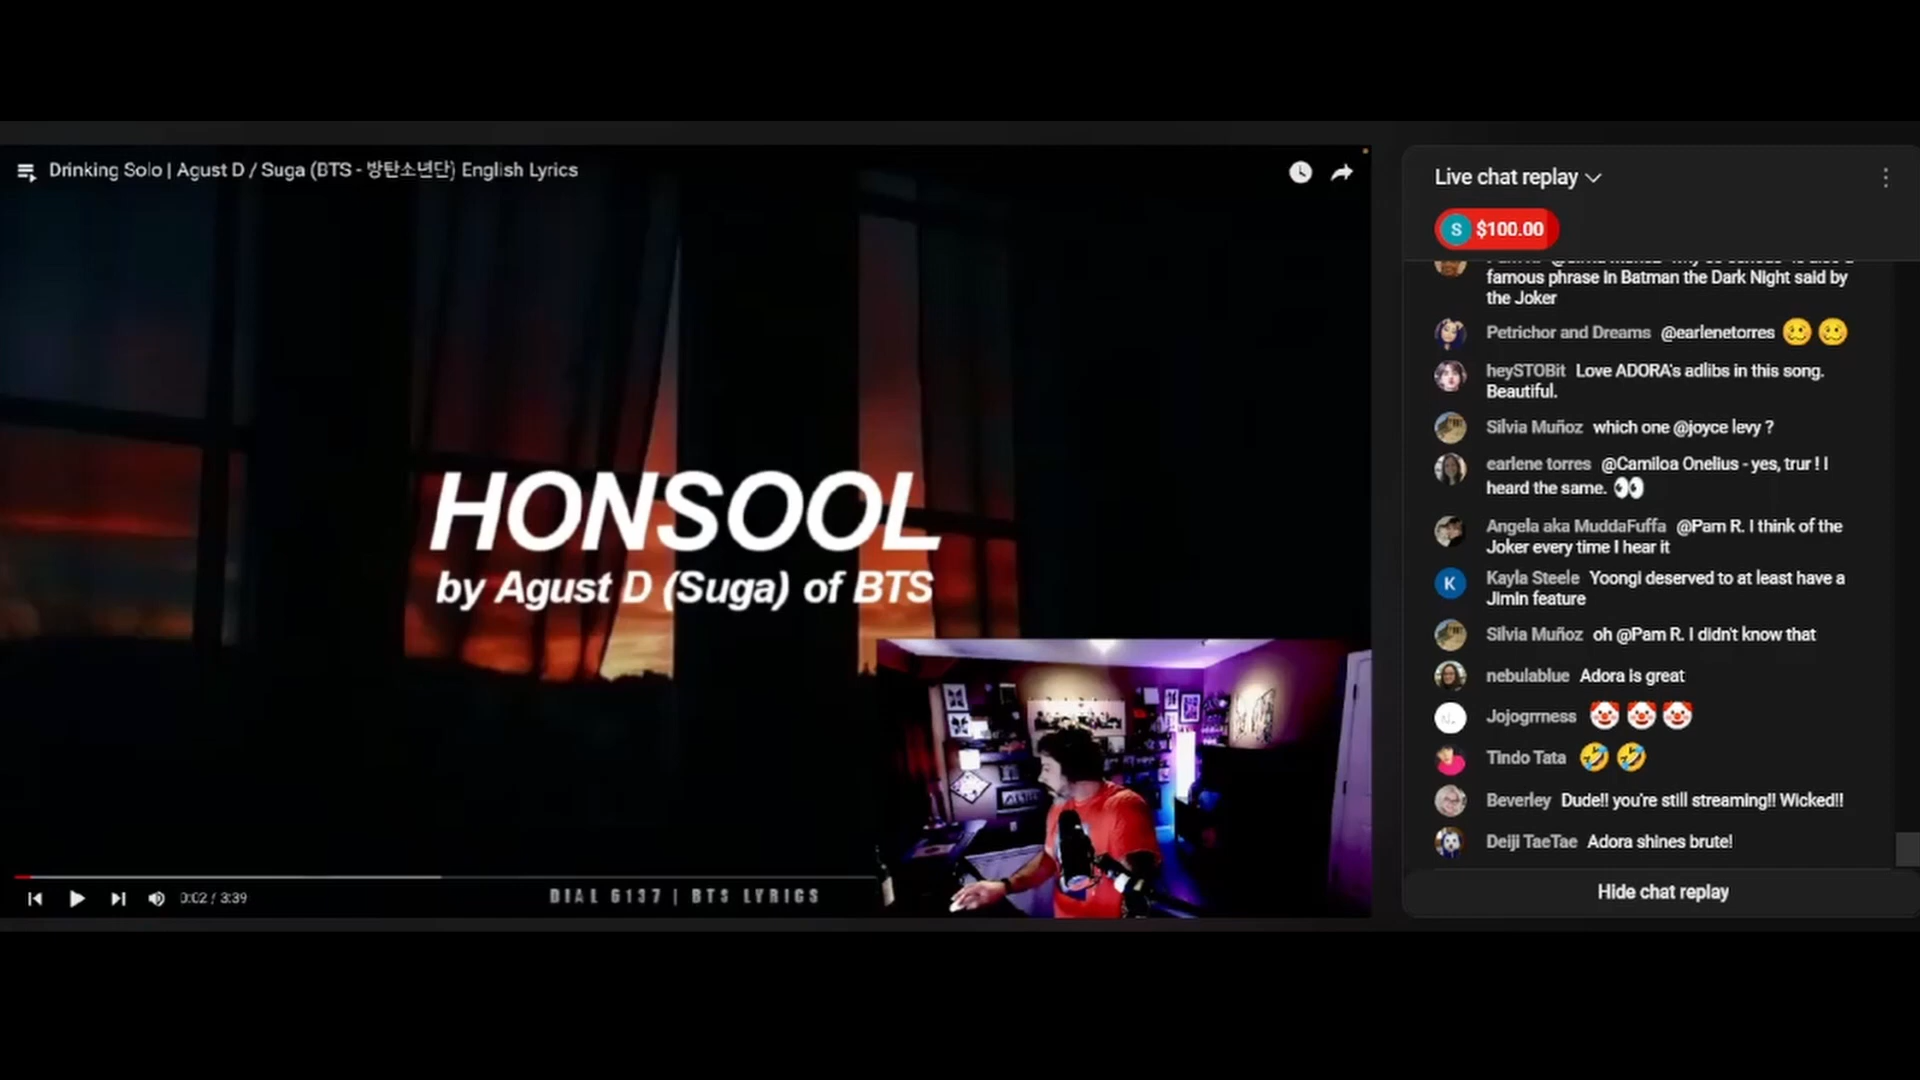 Drinking Solo | Agust D / Suga (BTS - 방탄소년단) English Lyrics
HONSOOL
by Agust D (Suga) of BTS
0:02 / 3:39
DIAL 6137 | BTS LYRICS
Live chat replay
S $100.00
famous phrase in Batman the Dark Night said by
the Joker
Petrichor and Dreams @earlenetorres 🥴 🥴
heySTOBit Love ADORA's adlibs in this song.
Beautiful.
Silvia Muñoz which one @joyce levy ?
earlene torres @Camiloa Onelius - yes, trur ! I
heard the same. 👀
Angela aka MuddaFuffa @Pam R. I think of the
Joker every time I hear it
K Kayla Steele Yoongi deserved to at least have a
Jimin feature
Silvia Muñoz oh @Pam R. I didn't know that
nebulablue Adora is great
Jojogrrness 🤡 🤡 🤡
Tindo Tata 🤣 🤣
Beverley Dude!! you're still streaming!! Wicked!!
Deiji TaeTae Adora shines brute!
Hide chat replay